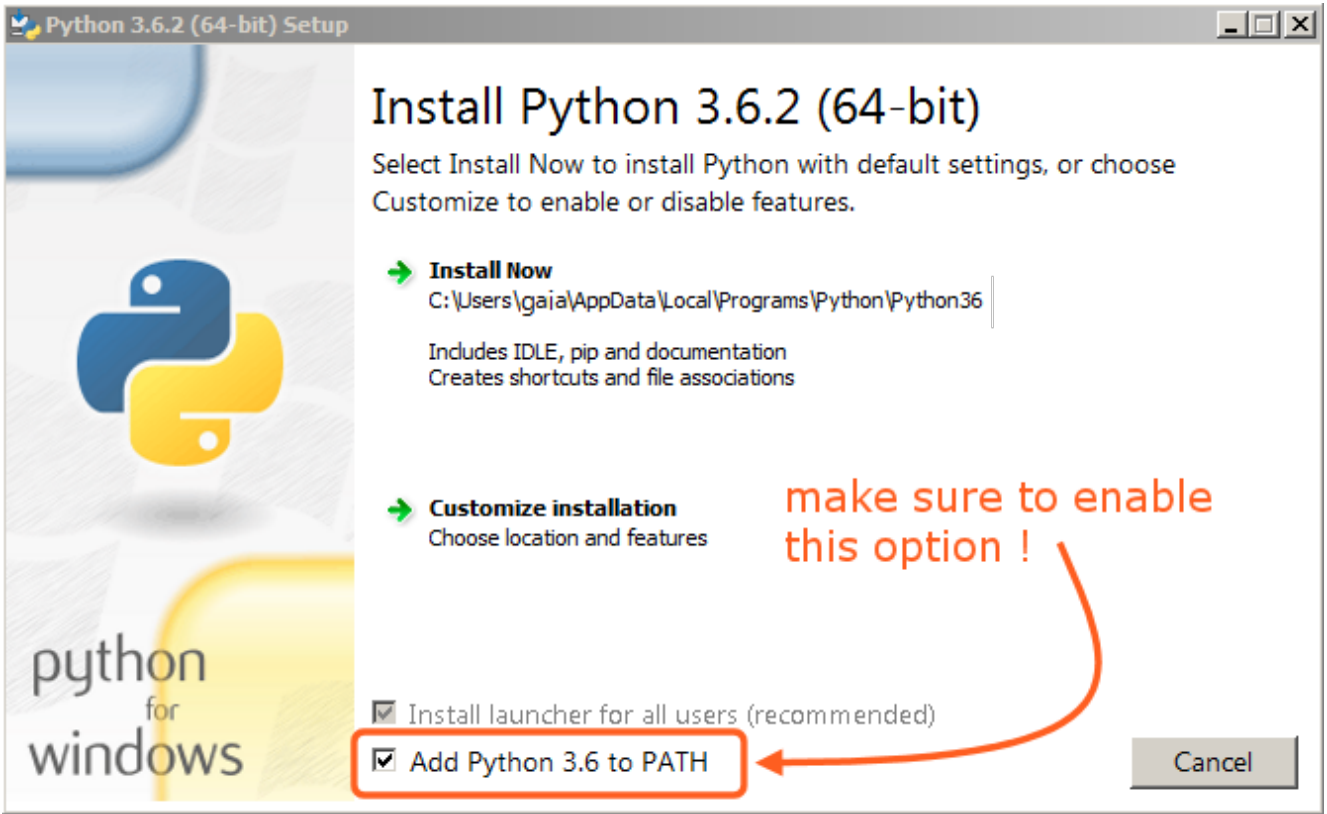 Python 3.6.2 (64-bit) Setup
Install Python 3.6.2 (64-bit)
Select Install Now to install Python with default settings, or choose
Customize to enable or disable features.
Install Now
C:\Users\gaia\AppData\Local\Programs\Python\Python36
Includes IDLE, pip and documentation
Creates shortcuts and file associations
Customize installation
Choose location and features
make sure to enable
this option !
python
for
windows
Install launcher for all users (recommended)
Add Python 3.6 to PATH
Cancel